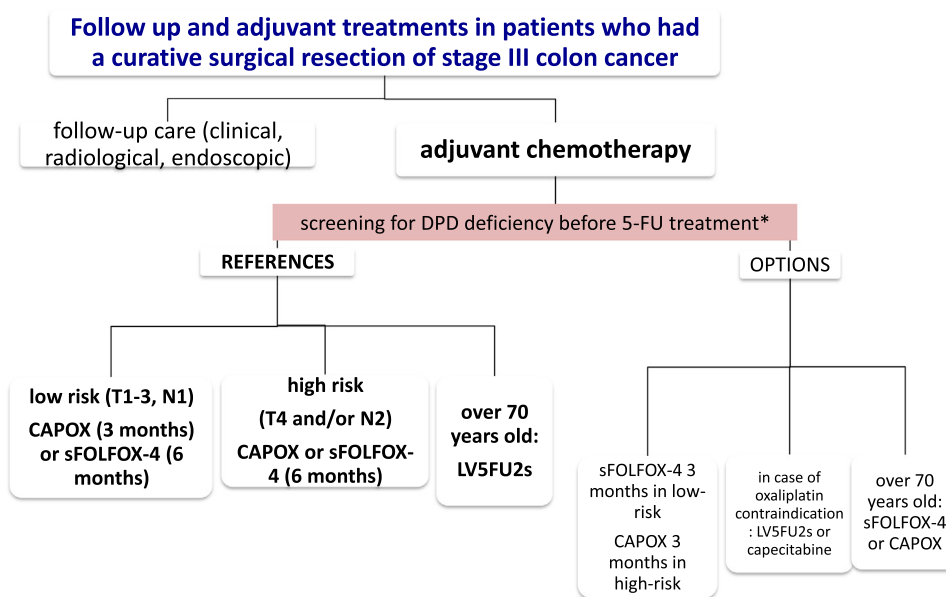 Follow up and adjuvant treatments in patients who had
a curative surgical resection of stage III colon cancer
follow-up care (clinical,
radiological, endoscopic)
adjuvant chemotherapy
screening for DPD deficiency before 5-FU treatment*
REFERENCES
OPTIONS
low risk (T1-3, N1)
CAPOX (3 months)
or sFOLFOX-4 (6
months)
high risk
(T4 and/or N2)
CAPOX or sFOLFOX-
4 (6 months)
over 70
years old:
LV5FU2s
sFOLFOX-4 3
months in low-
risk
CAPOX 3
months in
high-risk
in case of
oxaliplatin
contraindication
: LV5FU2s or
capecitabine
over 70
years old:
sFOLFOX-4
or CAPOX